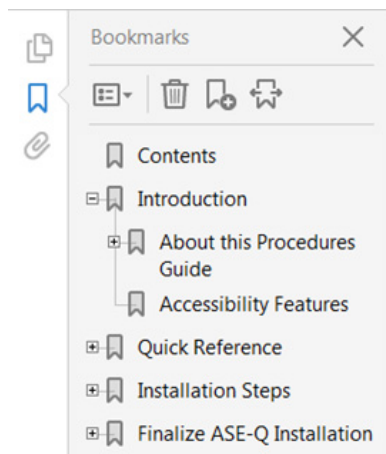 Bookmarks
Contents
Introduction
About this Procedures
Guide
Accessibility Features
Quick Reference
Installation Steps
Finalize ASE-Q Installation